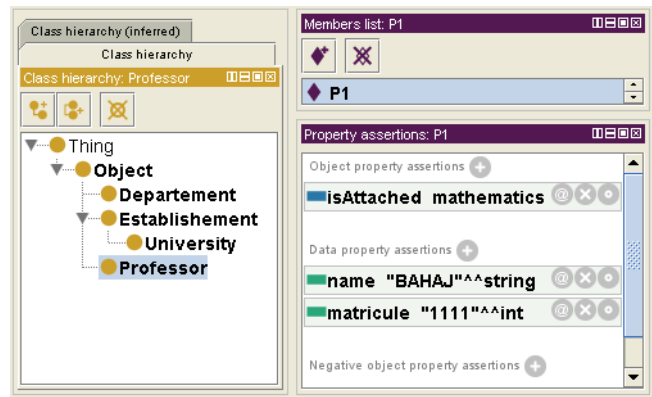 Class hierarchy (inferred)
Class hierarchy
Class hierarchy: Professor
Thing
Object
Departement
Establishement
University
Professor
Members list: P1
P1
Property assertions: P1
Object property assertions
isAttached mathematics
Data property assertions
name "BAHAJ"^^string
matricule "1111"^^int
Negative object property assertions